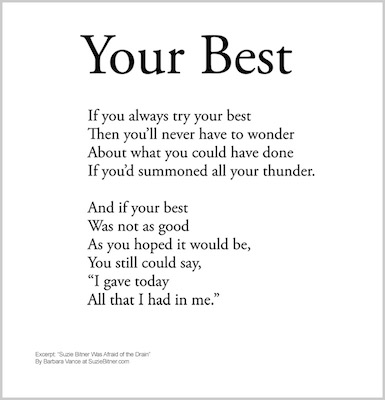 Your Best
If you always try your best
Then you'll never have to wonder
About what you could have done
If you'd summoned all your thunder.
And if your best
Was not as good
As you hoped it would be,
You still could say,
“I gave today
All that I had in me.”
Excerpt: “Suzie Bitner Was Afraid of the Drain”
By Barbara Vance at SuzieBitner.com